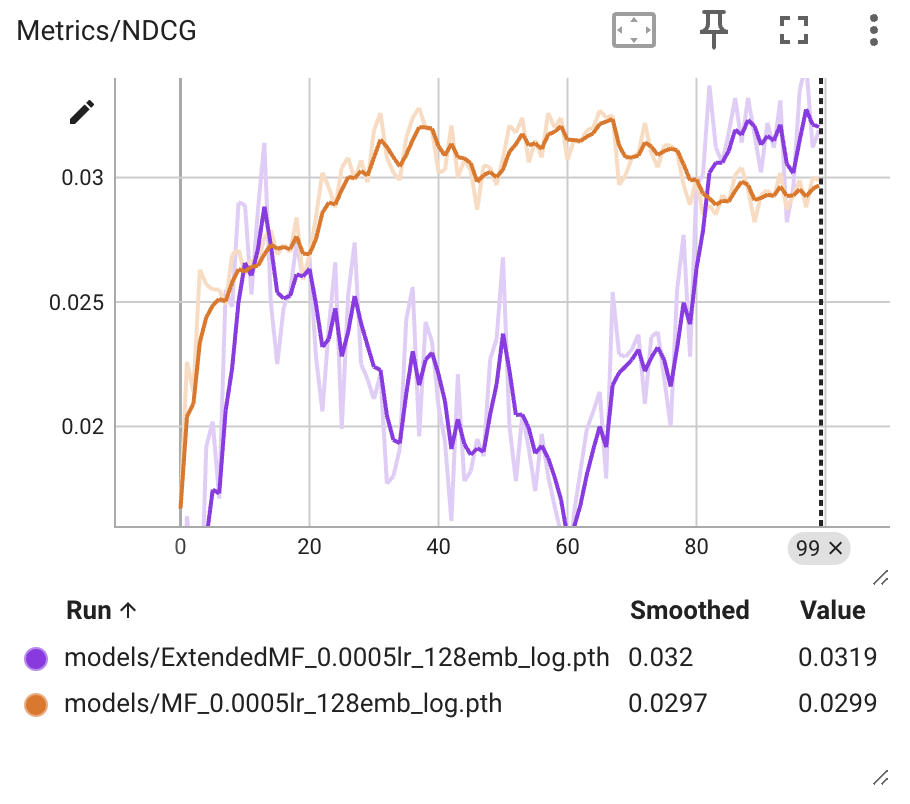 Metrics/NDCG
0.03
0.025
0.02
0 20 40 60 80 99 ×
Run ↑ Smoothed Value
models/ExtendedMF_0.0005lr_128emb_log.pth 0.032 0.0319
models/MF_0.0005lr_128emb_log.pth 0.0297 0.0299